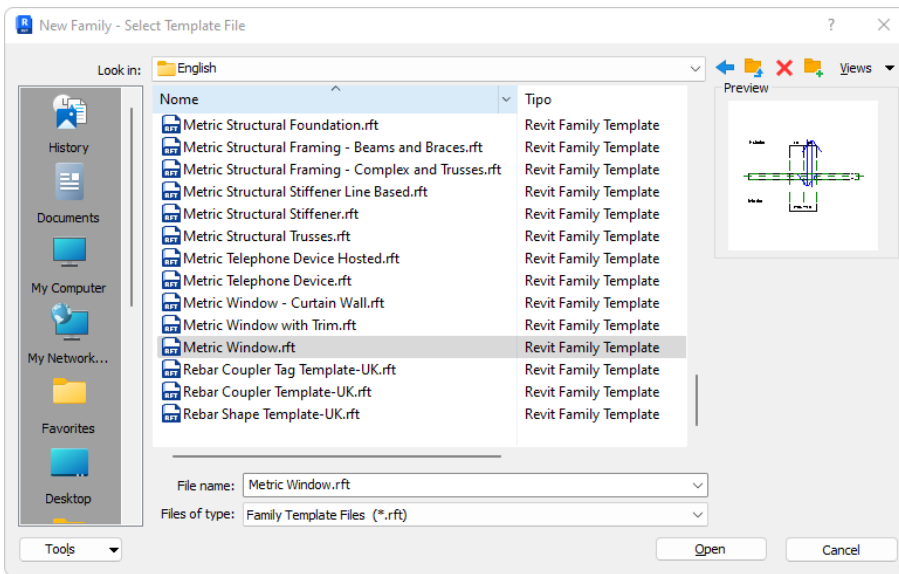 New Family - Select Template File
Look in: English
Views
Nome Tipo
Preview
Metric Structural Foundation.rft Revit Family Template
Metric Structural Framing - Beams and Braces.rft Revit Family Template
Metric Structural Framing - Complex and Trusses.rft Revit Family Template
Metric Structural Stiffener Line Based.rft Revit Family Template
Metric Structural Stiffener.rft Revit Family Template
Metric Structural Trusses.rft Revit Family Template
Metric Telephone Device Hosted.rft Revit Family Template
Metric Telephone Device.rft Revit Family Template
Metric Window - Curtain Wall.rft Revit Family Template
Metric Window with Trim.rft Revit Family Template
Metric Window.rft Revit Family Template
Rebar Coupler Tag Template-UK.rft Revit Family Template
Rebar Coupler Template-UK.rft Revit Family Template
Rebar Shape Template-UK.rft Revit Family Template
History
Documents
My Computer
My Network...
Favorites
Desktop
File name: Metric Window.rft
Files of type: Family Template Files (*.rft)
Tools
Open
Cancel